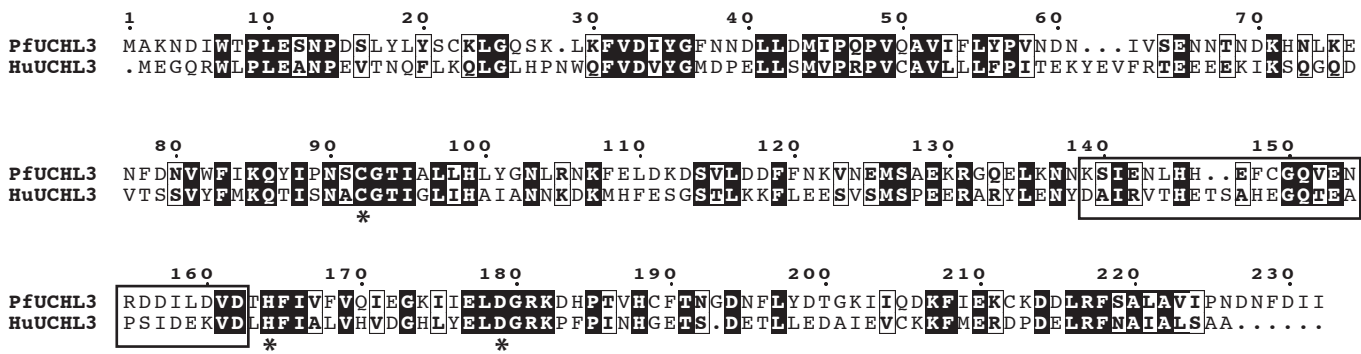 1 10 20 30 40 50 60 70
PfUCHL3 MAKNDIWTPLESNPDSLYLYSCKLGQSK.LKFVDIYGFNNDLLDMIPQPVQAVIFLYPVNDN...IVSENNTNDKHNLKE
HuUCHL3 .MEGQRWLPLEANPEVTNQFLKQLGLHPNWQFVDVYGMDPELLSMVPRPVCAVLLLFPITEKYEVFRTEEEEKIKSQGQD
80 90 100 110 120 130 140 150
PfUCHL3 NFDNVWFIKQYIPNSCGTIALLHLYGNLRNKFELDKDSVLDDFFNKVNEMSAEKRGQELKNNKSIENLHH..EFCGQVEN
HuUCHL3 VTSSVYFMKQTISNACGTIGLIHAIANNKDKMHFESGSTLKKFLEESVSMSPEERARYLENYDAIRVTHETSAHEGQTEA
*
160 170 180 190 200 210 220 230
PfUCHL3 RDDILDVDTHFIVFVQIEGKIIELDGRKDHPTVHCFTNGDNFLYDTGKIIQDKFIEKCKDDLRFSALAVIPNDNFDII
HuUCHL3 PSIDEKVDLHFIALVHVDGHLYELDGRKPFPINHGETS.DETLLEDAIEVCKKFMERDPDELRFNAIALSAA......
* *